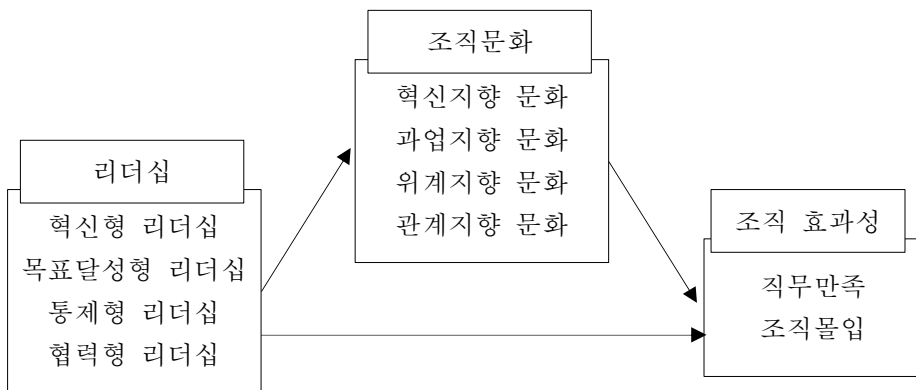 조직문화
혁신지향 문화
과업지향 문화
위계지향 문화
관계지향 문화
리더십
혁신형 리더십
목표달성형 리더십
통제형 리더십
협력형 리더십
조직 효과성
직무만족
조직몰입